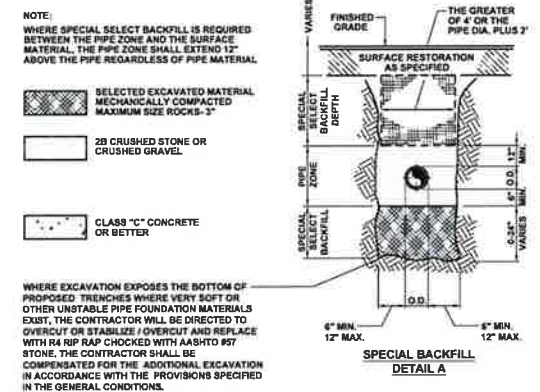 NOTE:
WHERE SPECIAL SELECT BACKFILL IS REQUIRED
BETWEEN THE PIPE ZONE AND THE SURFACE
MATERIAL, THE PIPE ZONE SHALL EXTEND 12"
ABOVE THE PIPE REGARDLESS OF PIPE MATERIAL
SELECTED EXCAVATED MATERIAL
MECHANICALLY COMPACTED
MAXIMUM SIZE ROCKS- 3"
2B CRUSHED STONE OR
CRUSHED GRAVEL
CLASS "C" CONCRETE
OR BETTER
WHERE EXCAVATION EXPOSES THE BOTTOM OF
PROPOSED TRENCHES WHERE VERY SOFT OR
OTHER UNSTABLE PIPE FOUNDATION MATERIALS
EXIST, THE CONTRACTOR WILL BE DIRECTED TO
OVERCUT OR STABILIZE / OVERCUT AND REPLACE
WITH R4 RIP RAP CHOCKED WITH AASHTO #57
STONE, THE CONTRACTOR SHALL BE
COMPENSATED FOR THE ADDITIONAL EXCAVATION
IN ACCORDANCE WITH THE PROVISIONS SPECIFIED
IN THE GENERAL CONDITIONS.
VARIES
FINISHED
GRADE
THE GREATER
OF 4' OR THE
PIPE DIA. PLUS 2'
SURFACE RESTORATION
AS SPECIFIED
SPECIAL
SELECT
BACKFILL
DEPTH
PIPE
ZONE
12"
MIN.
O.D.
6"
MIN.
SPECIAL
SELECT
BACKFILL
0-24"
VARIES
O.D.
6" MIN.
12" MAX.
6" MIN.
12" MAX.
SPECIAL BACKFILL
DETAIL A